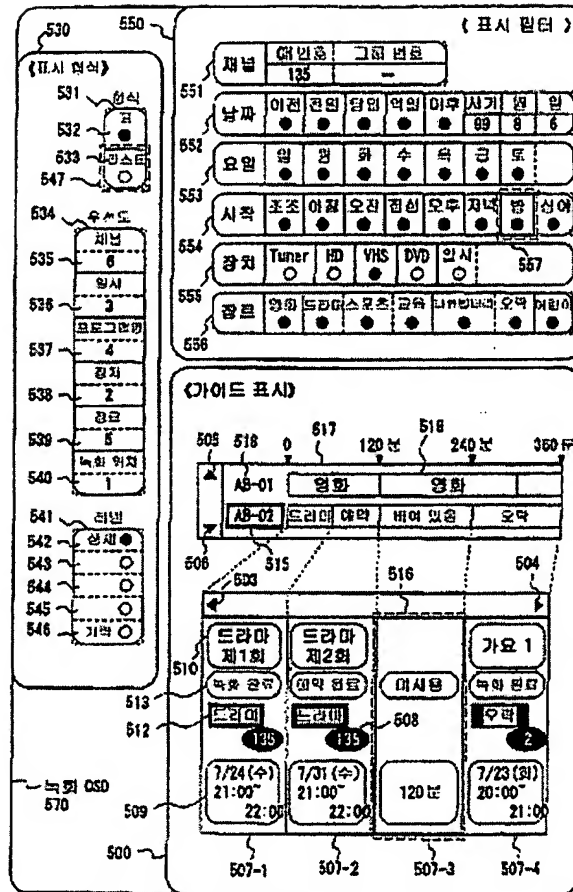 530
《표시 형식》
531
형식
532
표
533
리스트
547
534
우선도
채널
535
6
일시
536
3
프로그램명
537
4
장치
538
2
장르
539
5
녹화 위치
540
1
541
레벨
542
상세
543
544
545
546
간략
녹화 OSD
570
550
《 표시 필터 》
채널 대 번호 그룹 번호
551 135 —
날짜 이전 전일 당일 익일 이후 서기 월 일
552 99 8 6
요일 일 월 화 수 목 금 토
553
시작 조조 아침 오전 점심 오후 저녁 밤 심야
554
장치 Tuner HD VHS DVD 557
555
장르 영화 드라마 스포츠 교육 오락 어린이
556
《가이드 표시》
505 518 0 517 120분 518 240분 360분
AB-01 영화 영화
AB-02 드라마 예약 비어 있음 오락
506 515
503 516 504
510 드라마 제1회 드라마 제2회 가요 1
513 녹화 완료 예약 완료 미사용 녹화 완료
512 드라마 드라마 508 오락
135 135 2
509 7/24(수) 7/31(수) 120분 7/23(화)
21:00~ 21:00~ 20:00~
22:00 22:00 21:00
500
507-1 507-2 507-3 507-4